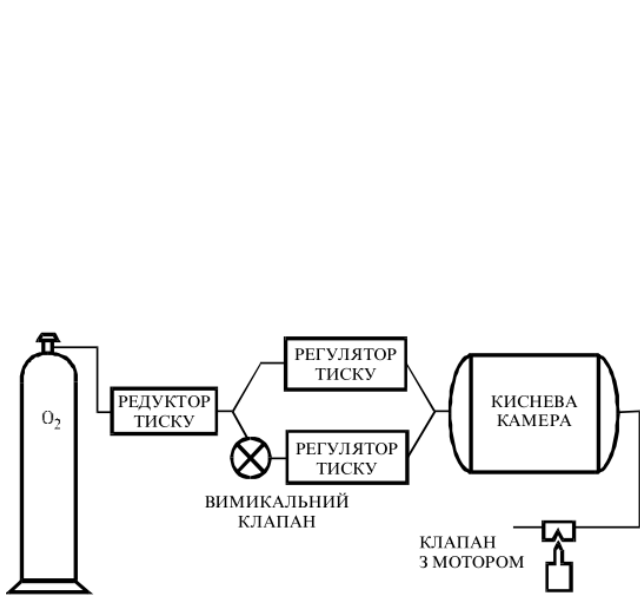 O₂
РЕДУКТОР
ТИСКУ
РЕГУЛЯТОР
ТИСКУ
ВИМИКАЛЬНИЙ
КЛАПАН
РЕГУЛЯТОР
ТИСКУ
КИСНЕВА
КАМЕРА
КЛАПАН
З МОТОРОМ